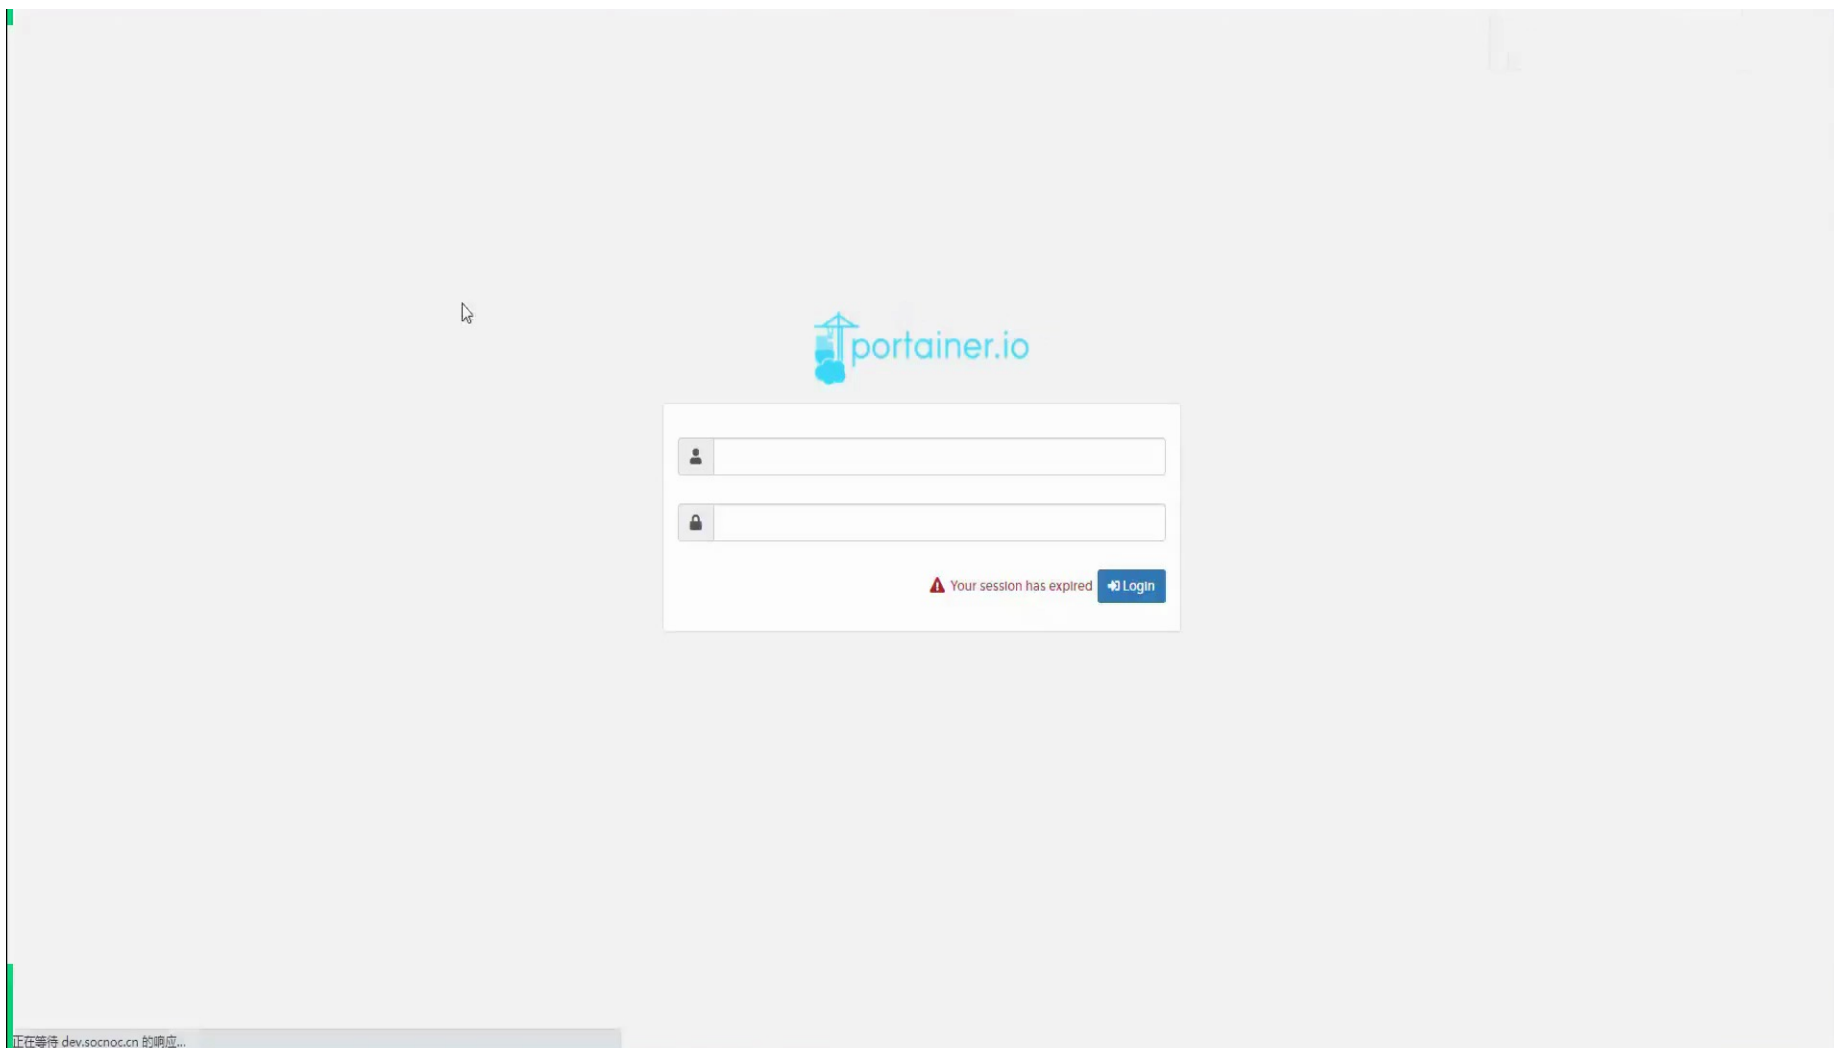 portainer.io
Your session has expired
Login
正在等待 dev.socnoc.cn 的响应...